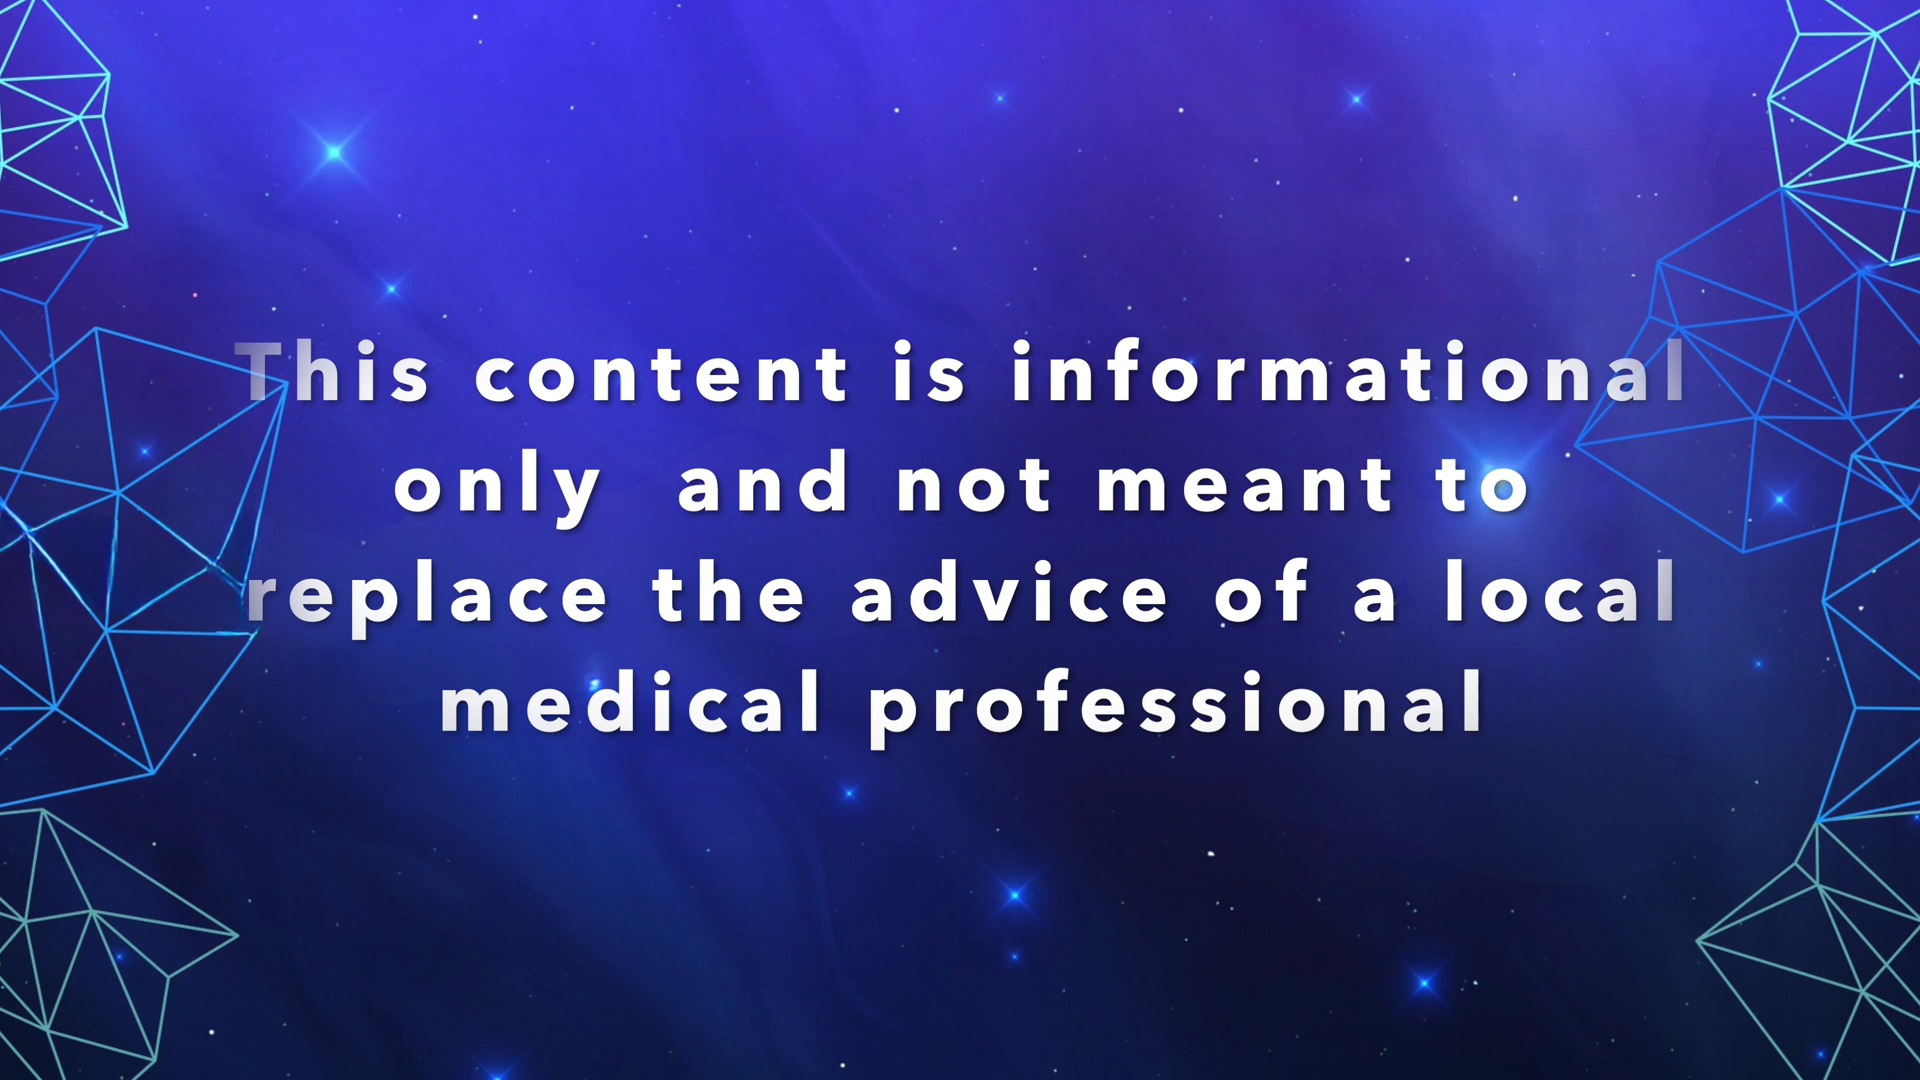 This content is informational
only  and not meant to
replace the advice of a local
medical professional